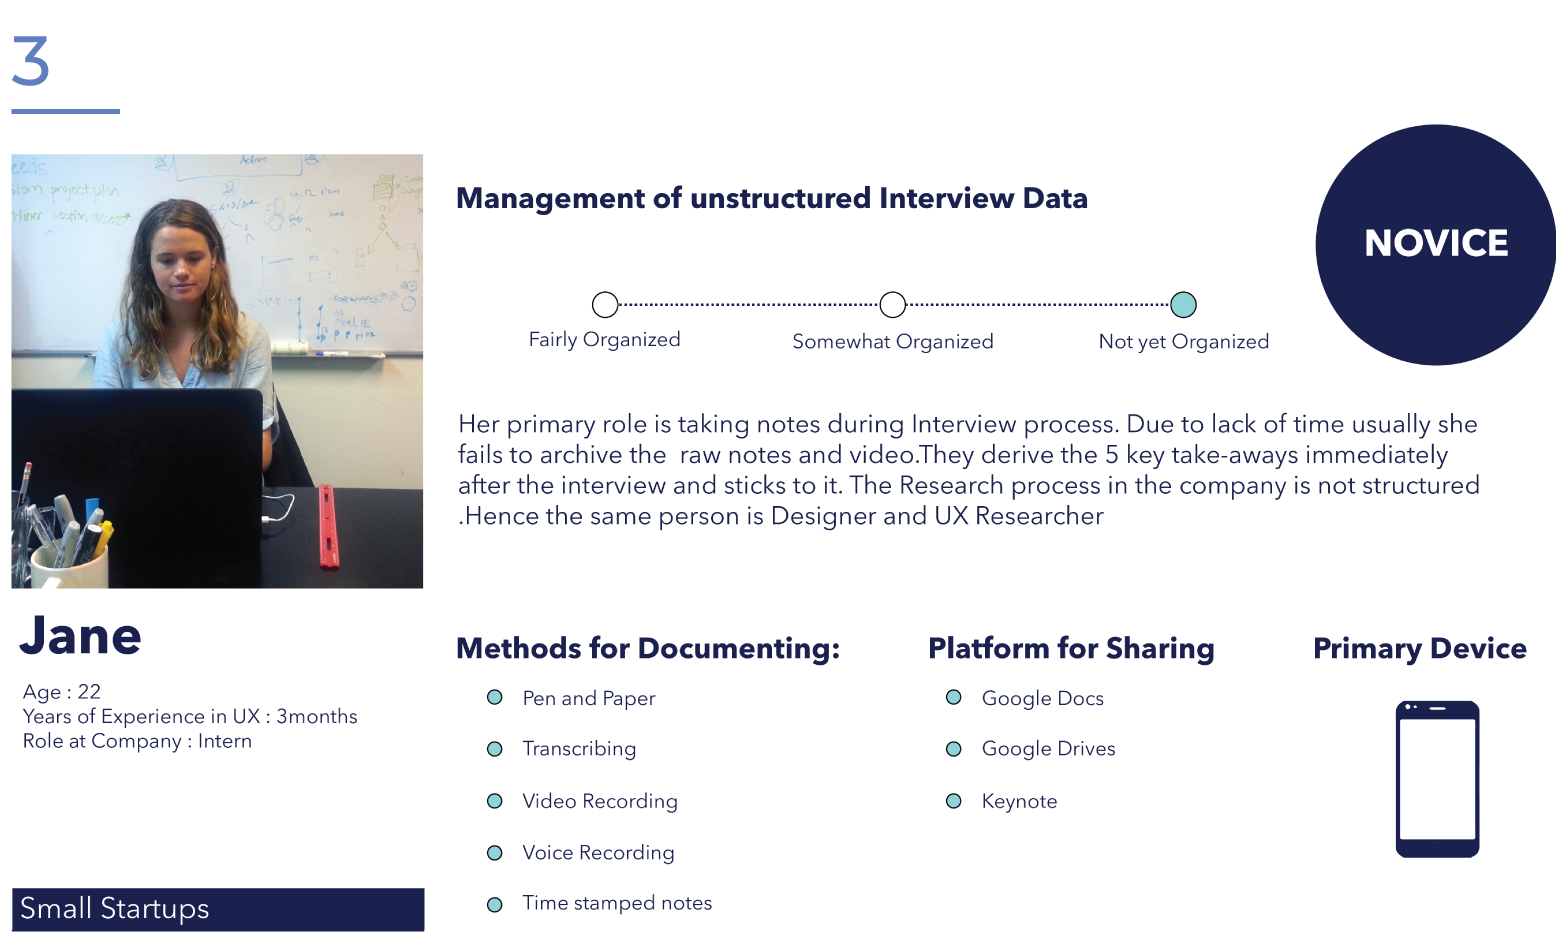 3
eeds
Action
project plan
Management of unstructured Interview Data
NOVICE
Fairly Organized
Somewhat Organized
Not yet Organized
Her primary role is taking notes during Interview process. Due to lack of time usually she
fails to archive the  raw notes and video.They derive the 5 key take-aways immediately
after the interview and sticks to it. The Research process in the company is not structured
.Hence the same person is Designer and UX Researcher
Jane
Age : 22
Years of Experience in UX : 3months
Role at Company : Intern
Small Startups
Methods for Documenting:
Pen and Paper
Transcribing
Video Recording
Voice Recording
Time stamped notes
Platform for Sharing
Google Docs
Google Drives
Keynote
Primary Device